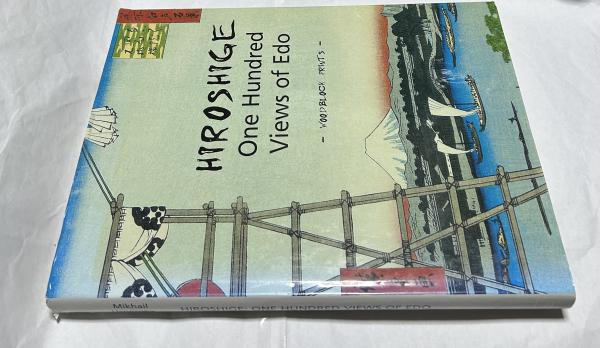 HIROSHIGE
One Hundred
Views of Edo
- WOODBLOCK PRINTS -
Mikhail
HIROSHIGE: ONE HUNDRED VIEWS OF EDO